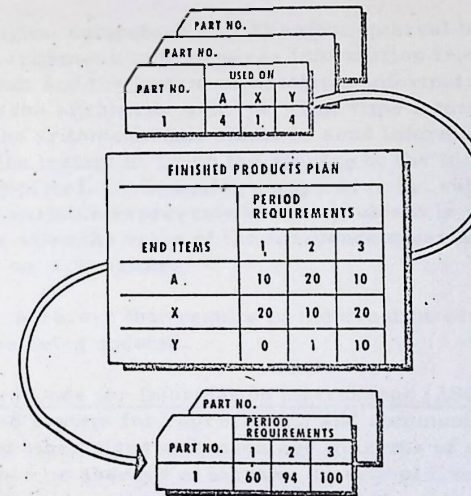 PART NO.
PART NO.
PART NO. USED ON
A X
1 1 4
FINISHED PRODUCTS PLAN
PERIOD
REQUIREMENTS
END ITEMS 1 2 3
A 10 20 10
X 20 10 20
Y 0 1 10
PART NO.
PERIOD
REQUIREMENTS
PART NO. 1 2 3
1 60 94 100